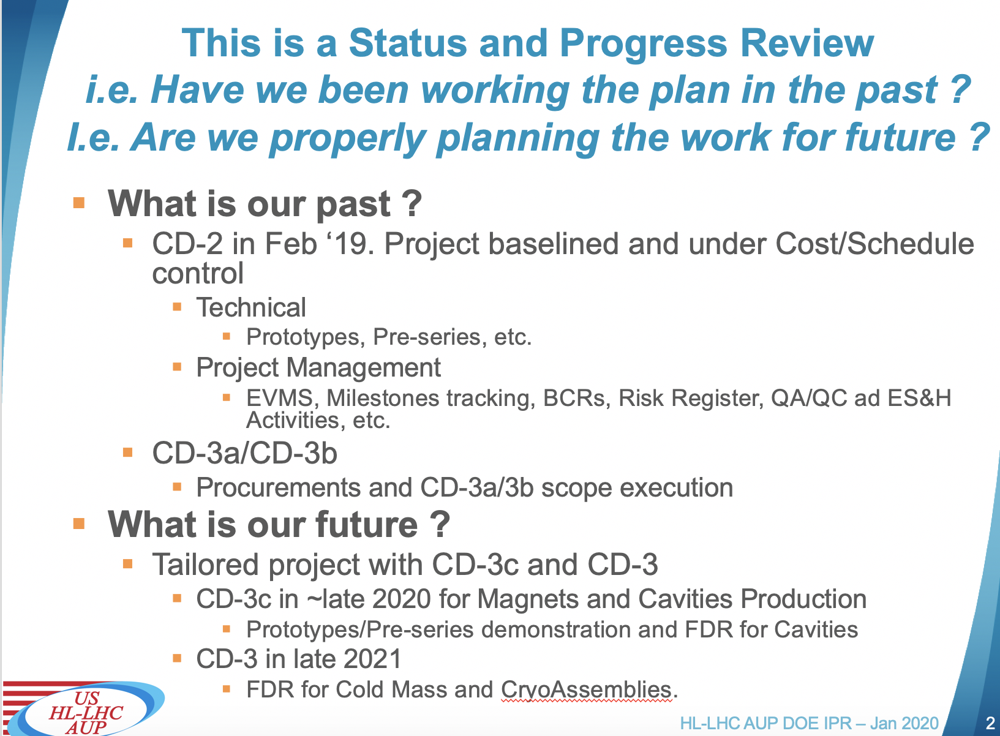 This is a Status and Progress Review
i.e. Have we been working the plan in the past ?
I.e. Are we properly planning the work for future ?
What is our past ?
CD-2 in Feb ‘19. Project baselined and under Cost/Schedule
control
Technical
Prototypes, Pre-series, etc.
Project Management
EVMS, Milestones tracking, BCRs, Risk Register, QA/QC ad ES&H
Activities, etc.
CD-3a/CD-3b
Procurements and CD-3a/3b scope execution
What is our future ?
Tailored project with CD-3c and CD-3
CD-3c in ~late 2020 for Magnets and Cavities Production
Prototypes/Pre-series demonstration and FDR for Cavities
CD-3 in late 2021
FDR for Cold Mass and CryoAssemblies.
US
HL-LHC
AUP
HL-LHC AUP DOE IPR – Jan 2020
2